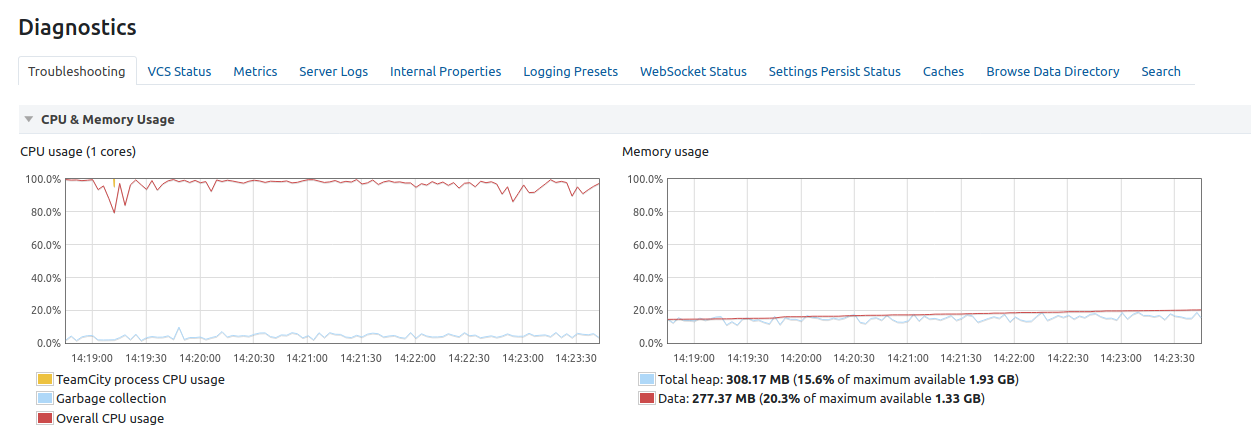 Diagnostics
Troubleshooting VCS Status Metrics Server Logs Internal Properties Logging Presets WebSocket Status Settings Persist Status Caches Browse Data Directory Search
CPU & Memory Usage
CPU usage (1 cores)
100.0%
80.0%
60.0%
40.0%
20.0%
0.0%
14:19:00 14:19:30 14:20:00 14:20:30 14:21:00 14:21:30 14:22:00 14:22:30 14:23:00 14:23:30
TeamCity process CPU usage
Garbage collection
Overall CPU usage
Memory usage
100.0%
80.0%
60.0%
40.0%
20.0%
0.0%
14:19:00 14:19:30 14:20:00 14:20:30 14:21:00 14:21:30 14:22:00 14:22:30 14:23:00 14:23:30
Total heap: 308.17 MB (15.6% of maximum available 1.93 GB)
Data: 277.37 MB (20.3% of maximum available 1.33 GB)